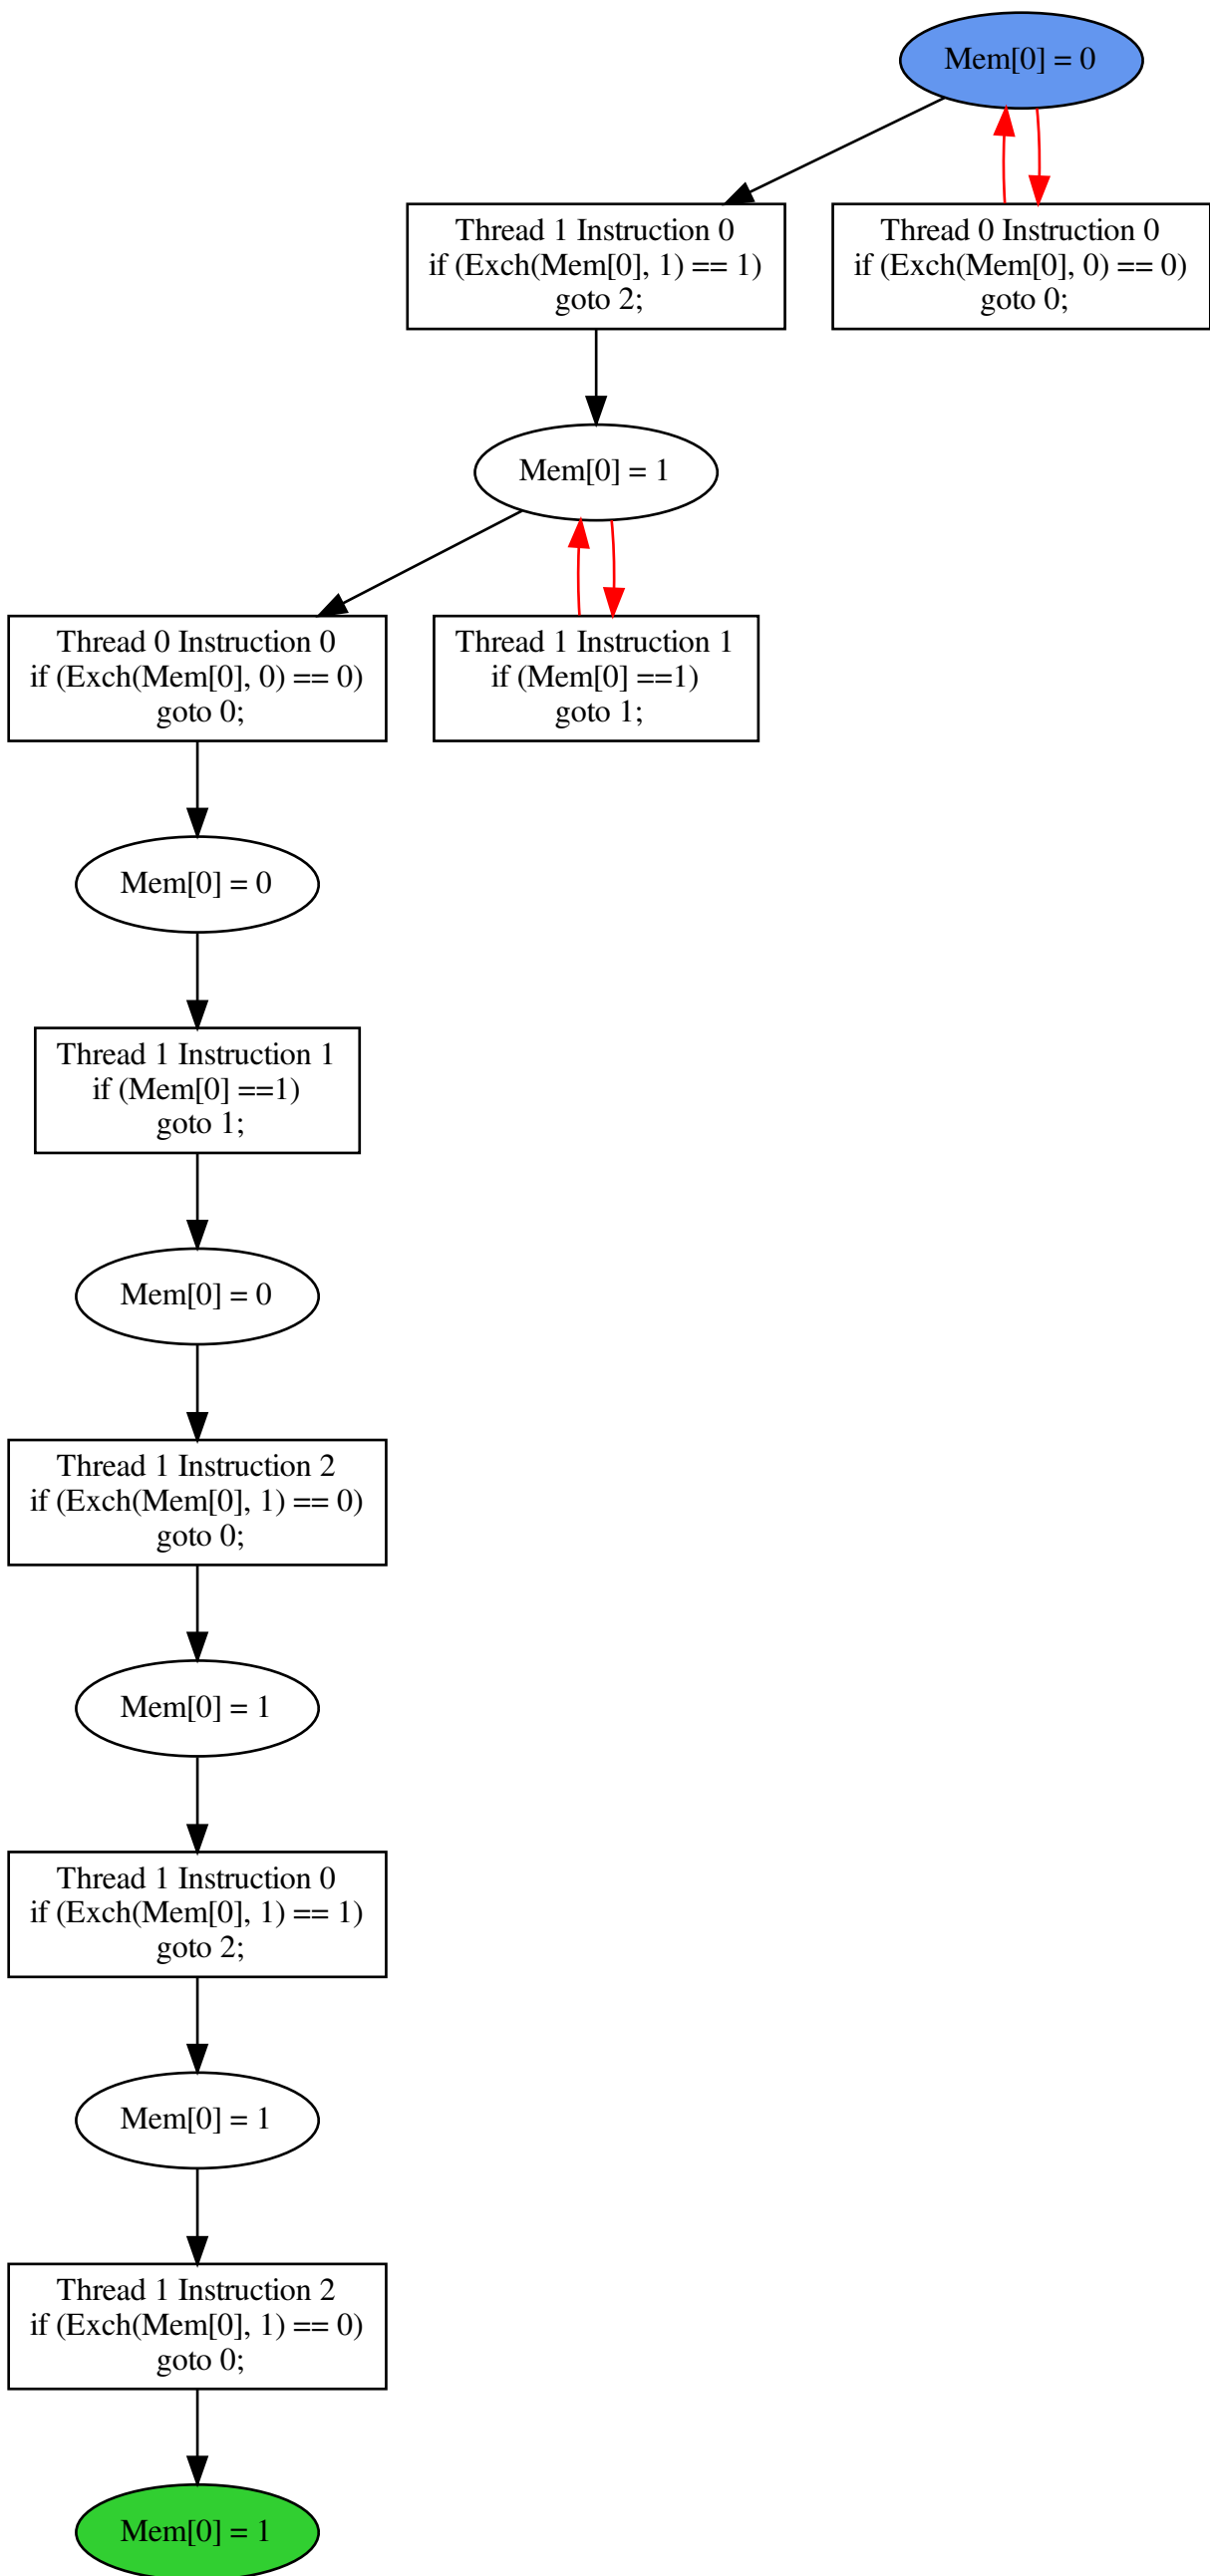 Mem[0] = 0
Thread 1 Instruction 0
if (Exch(Mem[0], 1) == 1)
goto 2;
Thread 0 Instruction 0
if (Exch(Mem[0], 0) == 0)
goto 0;
Mem[0] = 1
Thread 0 Instruction 0
if (Exch(Mem[0], 0) == 0)
goto 0;
Thread 1 Instruction 1
if (Mem[0] ==1)
goto 1;
Mem[0] = 0
Thread 1 Instruction 1
if (Mem[0] ==1)
goto 1;
Mem[0] = 0
Thread 1 Instruction 2
if (Exch(Mem[0], 1) == 0)
goto 0;
Mem[0] = 1
Thread 1 Instruction 0
if (Exch(Mem[0], 1) == 1)
goto 2;
Mem[0] = 1
Thread 1 Instruction 2
if (Exch(Mem[0], 1) == 0)
goto 0;
Mem[0] = 1